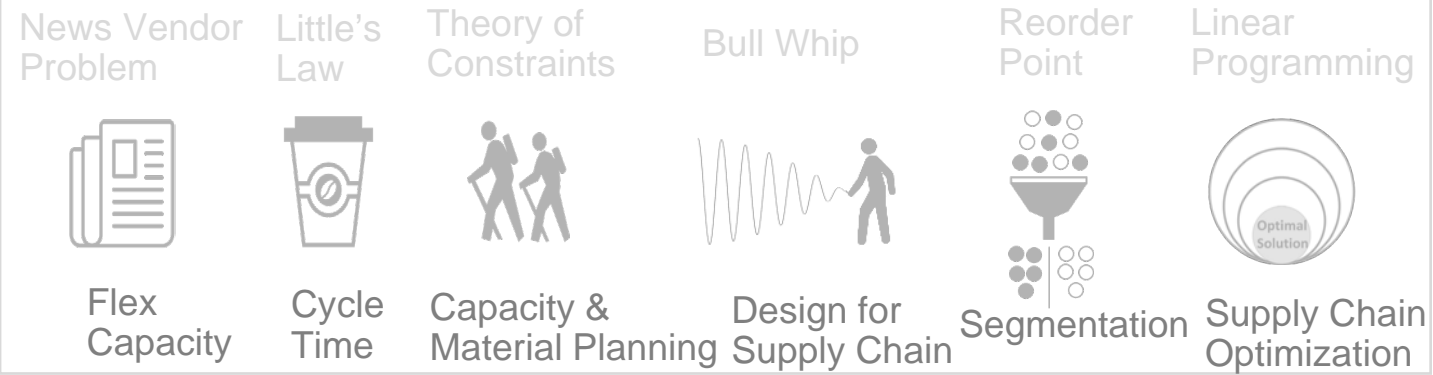 News Vendor
Problem
Little's
Law
Theory of
Constraints
Bull Whip
Reorder
Point
Linear
Programming
Optimal
Solution
Flex
Capacity
Cycle
Time
Capacity &
Material Planning
Design for
Supply Chain
Segmentation
Supply Chain
Optimization